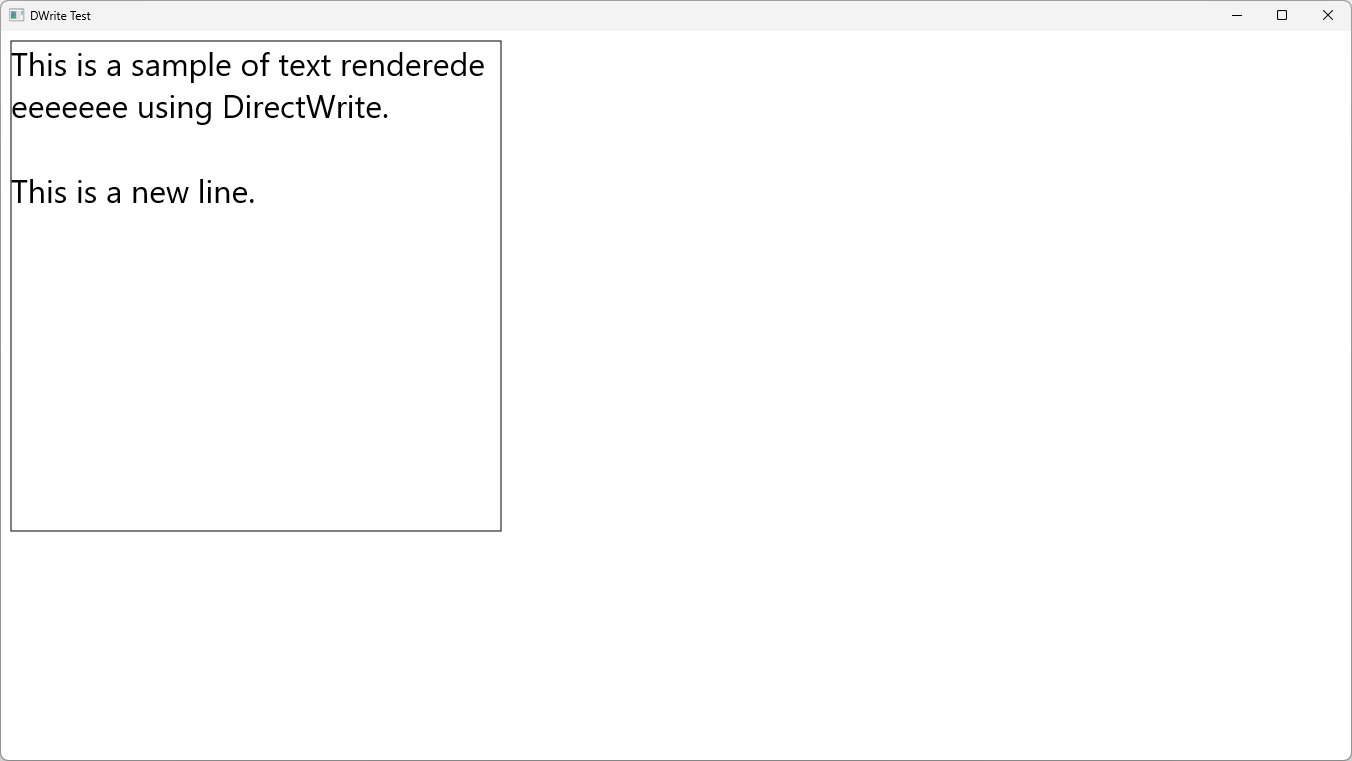 DWrite Test
This is a sample of text renderede
eeeeeee using DirectWrite.
This is a new line.